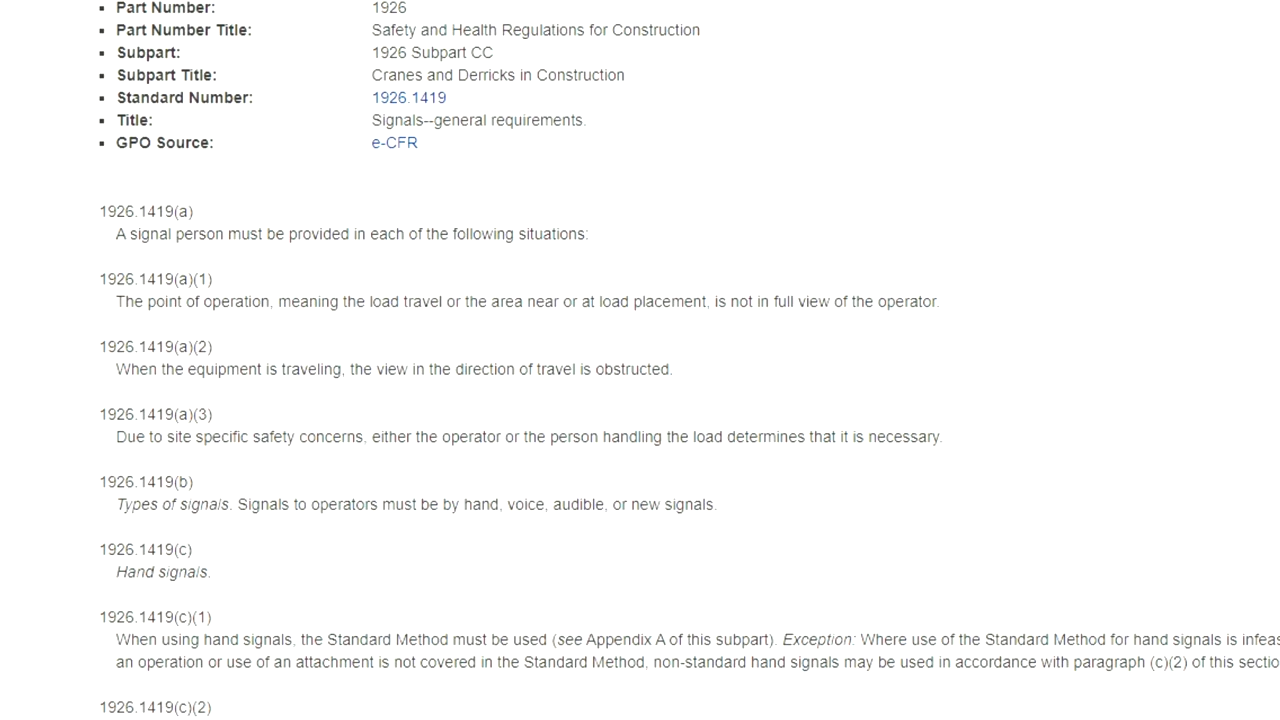 Part Number: 1926
Part Number Title: Safety and Health Regulations for Construction
Subpart: 1926 Subpart CC
Subpart Title: Cranes and Derricks in Construction
Standard Number: 1926.1419
Title: Signals--general requirements.
GPO Source: e-CFR
1926.1419(a)
A signal person must be provided in each of the following situations:
1926.1419(a)(1)
The point of operation, meaning the load travel or the area near or at load placement, is not in full view of the operator.
1926.1419(a)(2)
When the equipment is traveling, the view in the direction of travel is obstructed.
1926.1419(a)(3)
Due to site specific safety concerns, either the operator or the person handling the load determines that it is necessary.
1926.1419(b)
Types of signals. Signals to operators must be by hand, voice, audible, or new signals.
1926.1419(c)
Hand signals.
1926.1419(c)(1)
When using hand signals, the Standard Method must be used (see Appendix A of this subpart). Exception: Where use of the Standard Method for hand signals is infeas
an operation or use of an attachment is not covered in the Standard Method, non-standard hand signals may be used in accordance with paragraph (c)(2) of this sectio
1926.1419(c)(2)